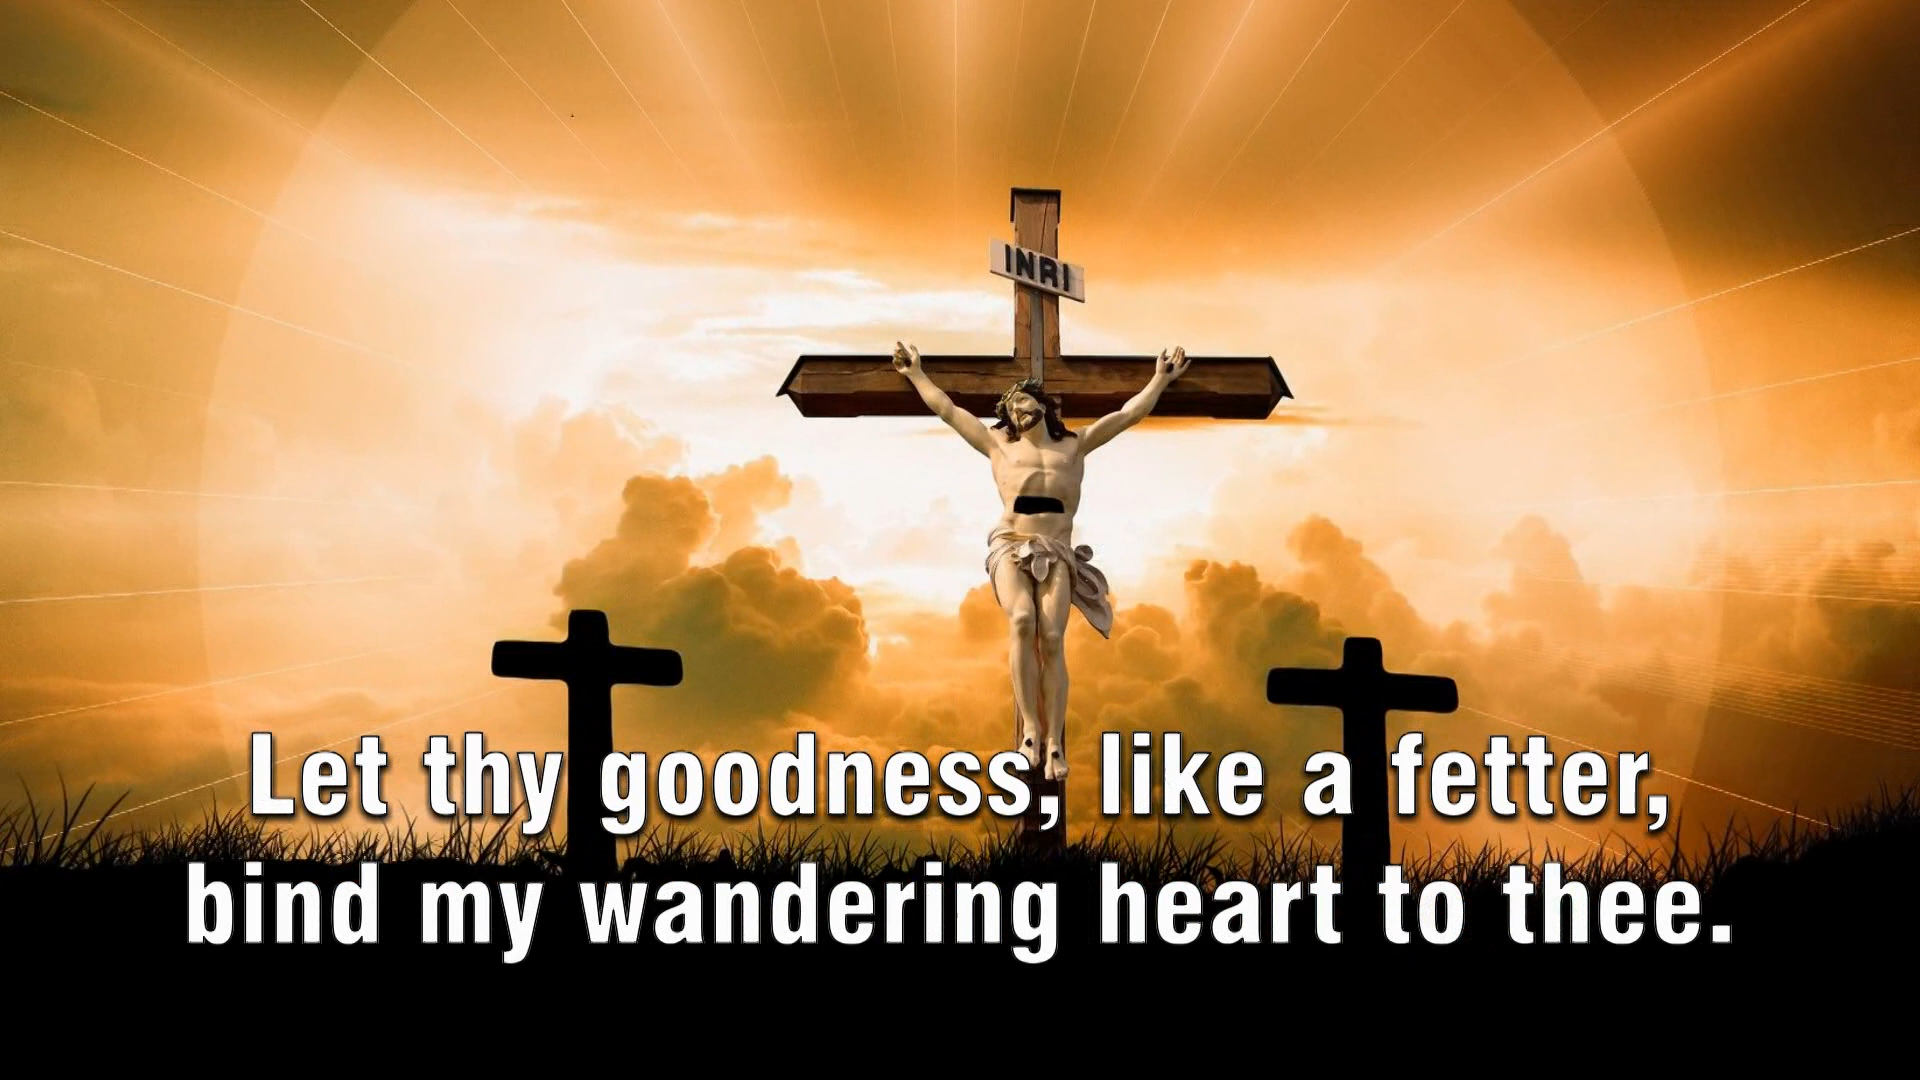 INRI
Let thy goodness, like a fetter,
bind my wandering heart to thee.